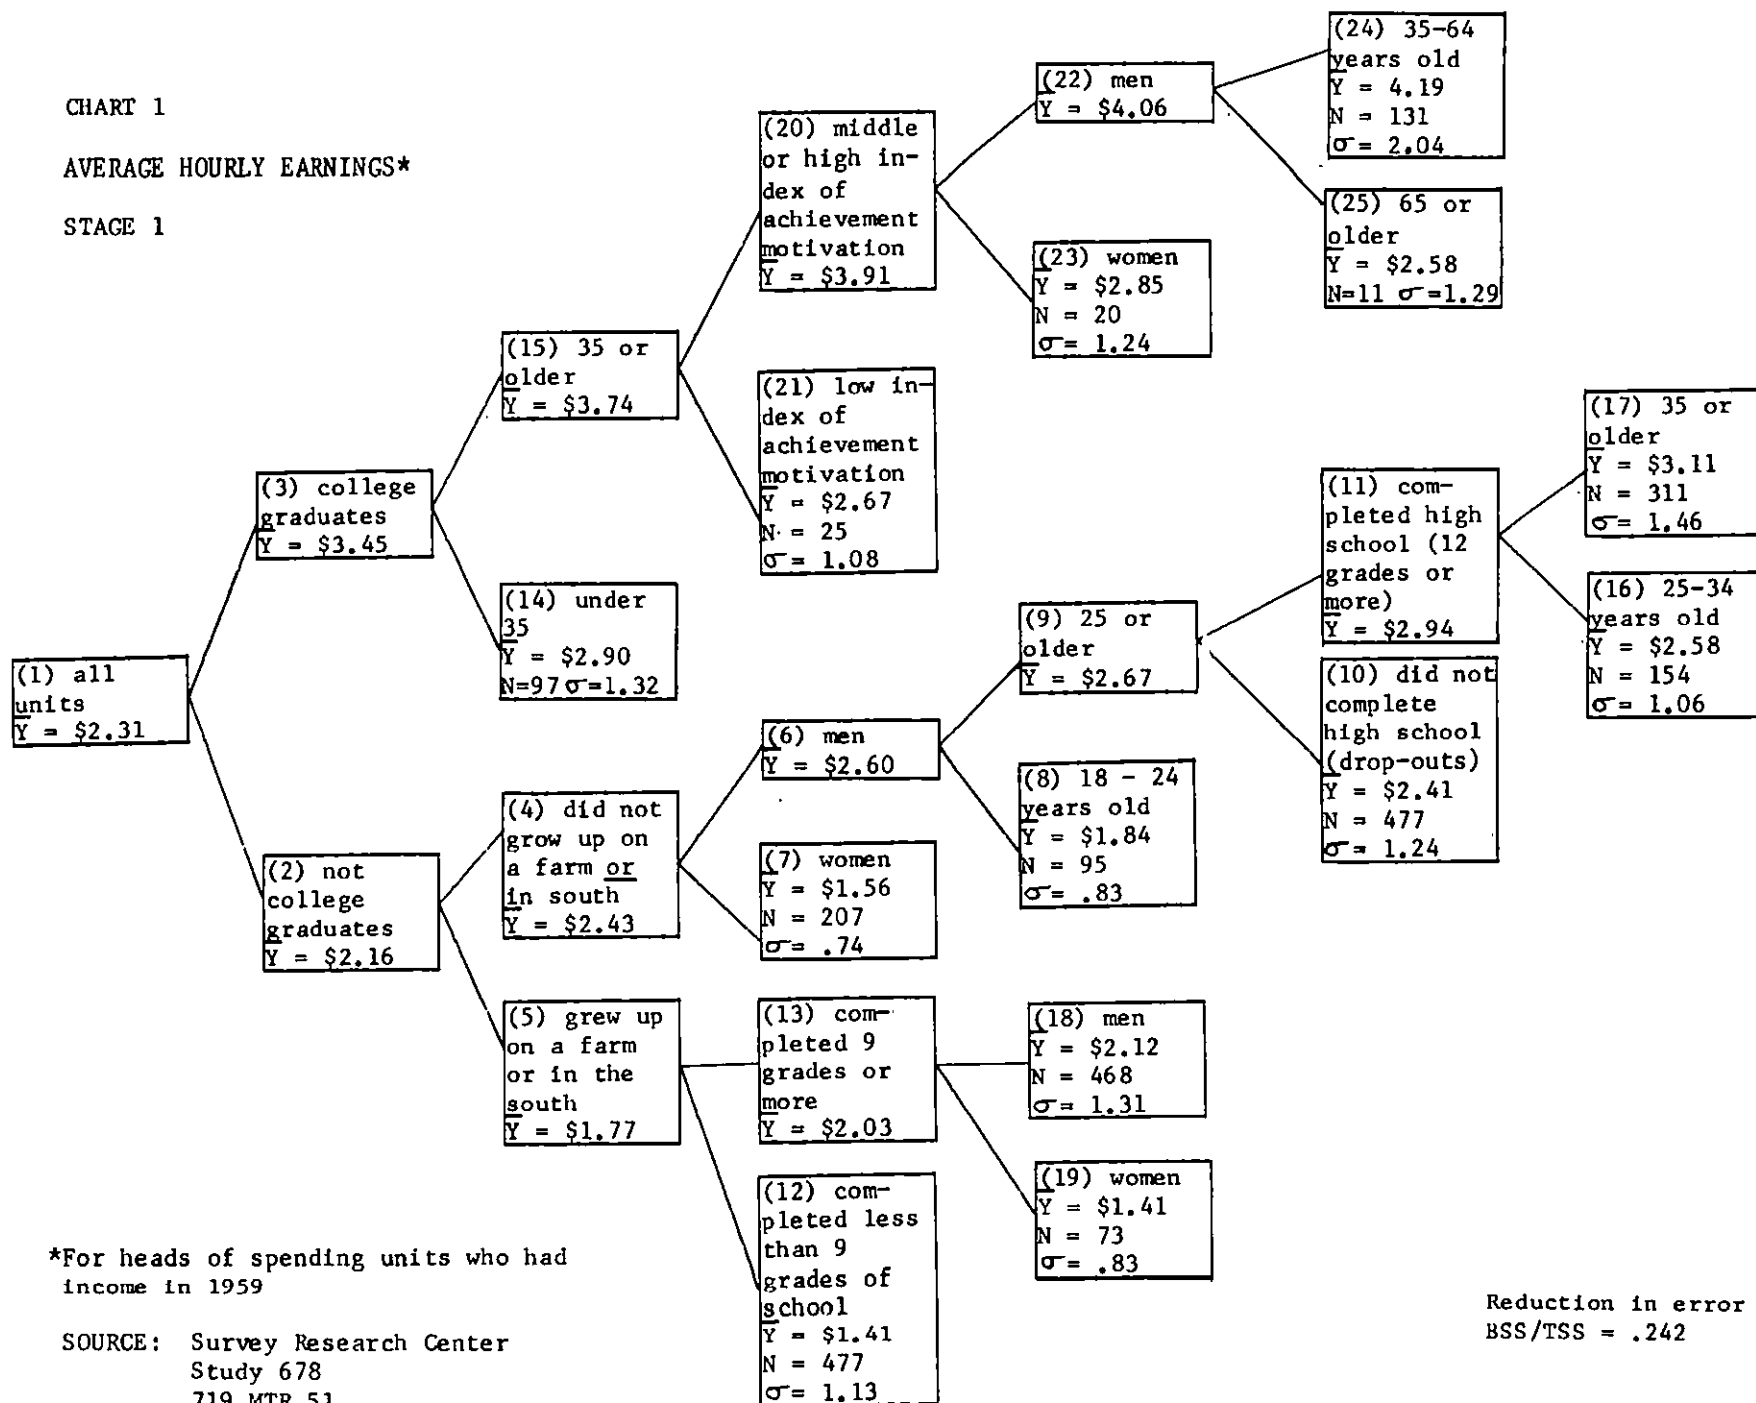 CHART 1
AVERAGE HOURLY EARNINGS*
STAGE 1
(1) all
units
Y̅ = $2.31
(3) college
graduates
Y̅ = $3.45
(2) not
college
graduates
Y̅ = $2.16
(15) 35 or
older
Y̅ = $3.74
(14) under
35
Y̅ = $2.90
N=97 σ=1.32
(4) did not
grow up on
a farm or
in south
Y̅ = $2.43
(5) grew up
on a farm
or in the
south
Y̅ = $1.77
(20) middle
or high in-
dex of
achievement
motivation
Y̅ = $3.91
(21) low in-
dex of
achievement
motivation
Y̅ = $2.67
N = 25
σ = 1.08
(6) men
Y̅ = $2.60
(7) women
Y̅ = $1.56
N = 207
σ = .74
(13) com-
pleted 9
grades or
more
Y̅ = $2.03
(12) com-
pleted less
than 9
grades of
school
Y̅ = $1.41
N = 477
σ = 1.13
(22) men
Y̅ = $4.06
(23) women
Y̅ = $2.85
N = 20
σ = 1.24
(9) 25 or
older
Y̅ = $2.67
(8) 18 - 24
years old
Y̅ = $1.84
N = 95
σ = .83
(18) men
Y̅ = $2.12
N = 468
σ = 1.31
(19) women
Y̅ = $1.41
N = 73
σ = .83
(24) 35-64
years old
Y̅ = 4.19
N = 131
σ = 2.04
(25) 65 or
older
Y̅ = $2.58
N=11 σ=1.29
(11) com-
pleted high
school (12
grades or
more)
Y̅ = $2.94
(10) did not
complete
high school
(drop-outs)
Y̅ = $2.41
N = 477
σ = 1.24
(17) 35 or
older
Y̅ = $3.11
N = 311
σ = 1.46
(16) 25-34
years old
Y̅ = $2.58
N = 154
σ = 1.06
*For heads of spending units who had
income in 1959
SOURCE: Survey Research Center
Study 678
719 MTR 51
Reduction in error
BSS/TSS = .242